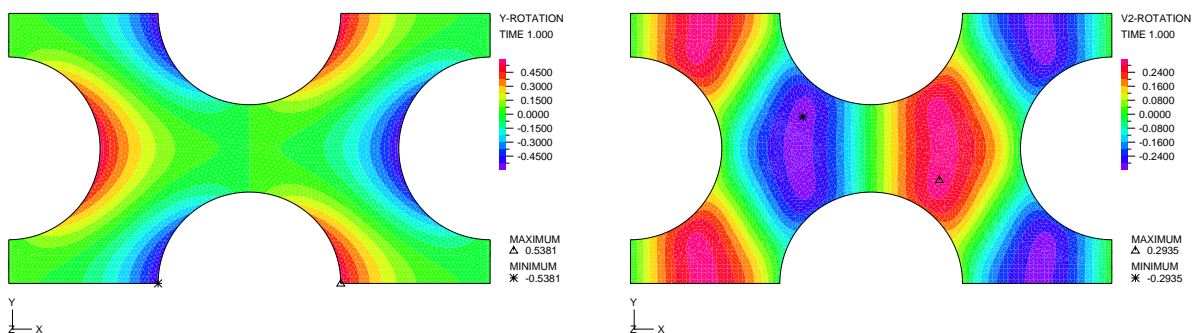 Y-ROTATION
TIME 1.000
0.4500
0.3000
0.1500
0.0000
-0.1500
-0.3000
-0.4500
MAXIMUM
0.5381
MINIMUM
-0.5381
Y
Z X
V2-ROTATION
TIME 1.000
0.2400
0.1600
0.0800
0.0000
-0.0800
-0.1600
-0.2400
MAXIMUM
0.2935
MINIMUM
-0.2935
Y
Z X